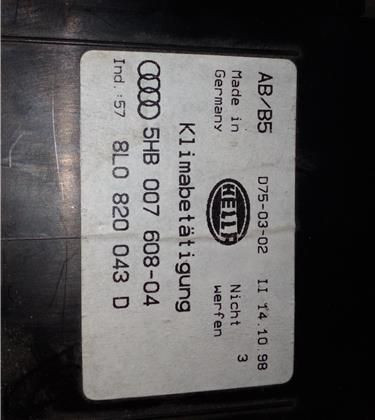 AB/B5 D75-03-02 II 14.10.98
Made in Nicht 3
Germany werfen
HELLA
Klimabetätigung
5HB 007 608-04
Ind.:57 8L0 820 043 D